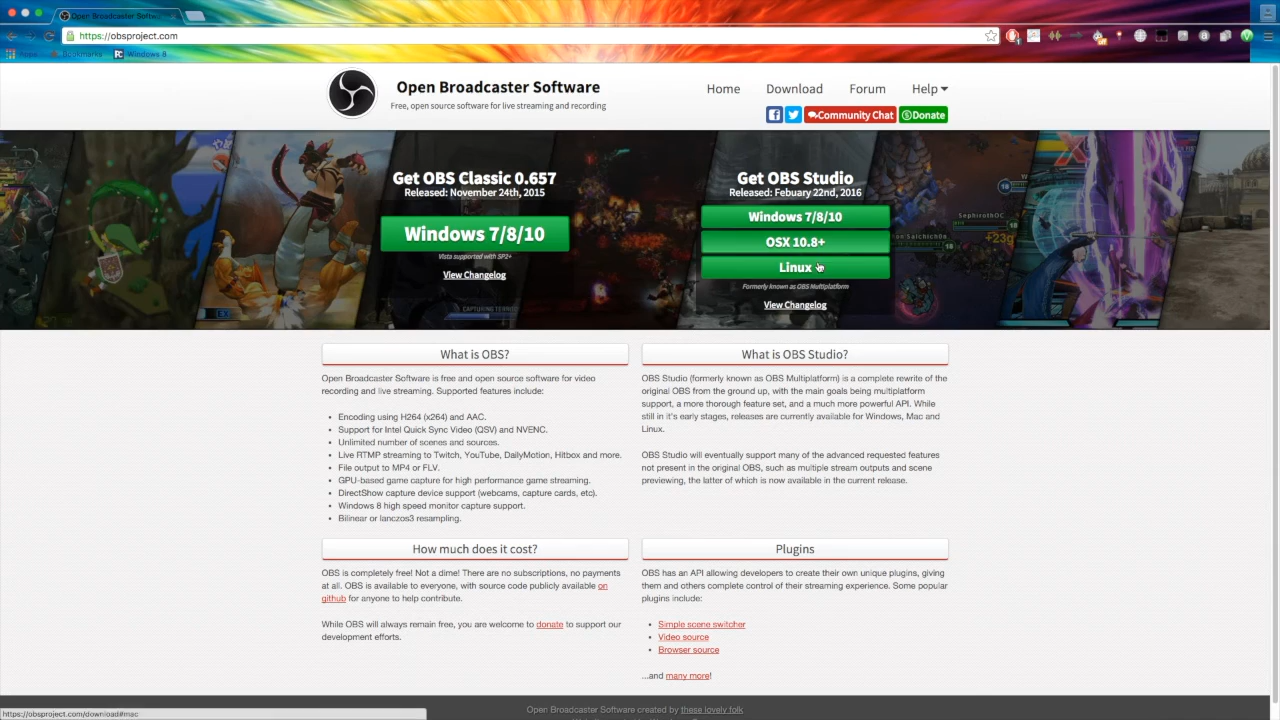 Open Broadcaster Softw
https://obsproject.com
Apps Bookmarks Windows 8
Open Broadcaster Software
Free, open source software for live streaming and recording
Home Download Forum Help
Community Chat Donate
Get OBS Classic 0.657
Released: November 24th, 2015
Windows 7/8/10
Vista supported with SP2+
View Changelog
Get OBS Studio
Released: Febuary 22nd, 2016
Windows 7/8/10
OSX 10.8+
Linux
Formerly known as OBS Multiplatform
View Changelog
SephirothDC
+23g
CAPTURING TERRIT
What is OBS?
Open Broadcaster Software is free and open source software for video
recording and live streaming. Supported features include:
• Encoding using H264 (x264) and AAC.
• Support for Intel Quick Sync Video (QSV) and NVENC.
• Unlimited number of scenes and sources.
• Live RTMP streaming to Twitch, YouTube, DailyMotion, Hitbox and more.
• File output to MP4 or FLV.
• GPU-based game capture for high performance game streaming.
• DirectShow capture device support (webcams, capture cards, etc).
• Windows 8 high speed monitor capture support.
• Bilinear or lanczos3 resampling.
What is OBS Studio?
OBS Studio (formerly known as OBS Multiplatform) is a complete rewrite of the
original OBS from the ground up, with the main goals being multiplatform
support, a more thorough feature set, and a much more powerful API. While
still in it's early stages, releases are currently available for Windows, Mac and
Linux.
OBS Studio will eventually support many of the advanced requested features
not present in the original OBS, such as multiple stream outputs and scene
previewing, the latter of which is now available in the current release.
How much does it cost?
OBS is completely free! Not a dime! There are no subscriptions, no payments
at all. OBS is available to everyone, with source code publicly available on
github for anyone to help contribute.
While OBS will always remain free, you are welcome to donate to support our
development efforts.
Plugins
OBS has an API allowing developers to create their own unique plugins, giving
them and others complete control of their streaming experience. Some popular
plugins include:
• Simple scene switcher
• Video source
• Browser source
...and many more!
Open Broadcaster Software created by these lovely folk
https://obsproject.com/download#mac